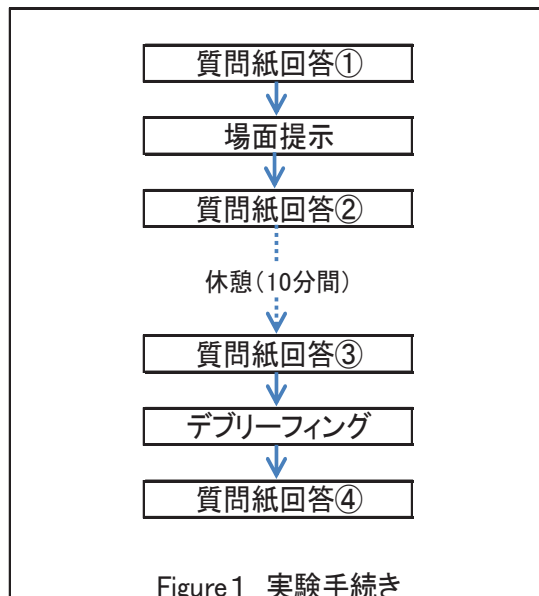 質問紙回答①
場面提示
質問紙回答②
休憩(10分間)
質問紙回答③
デブリーフィング
質問紙回答④
Figure1 実験手続き